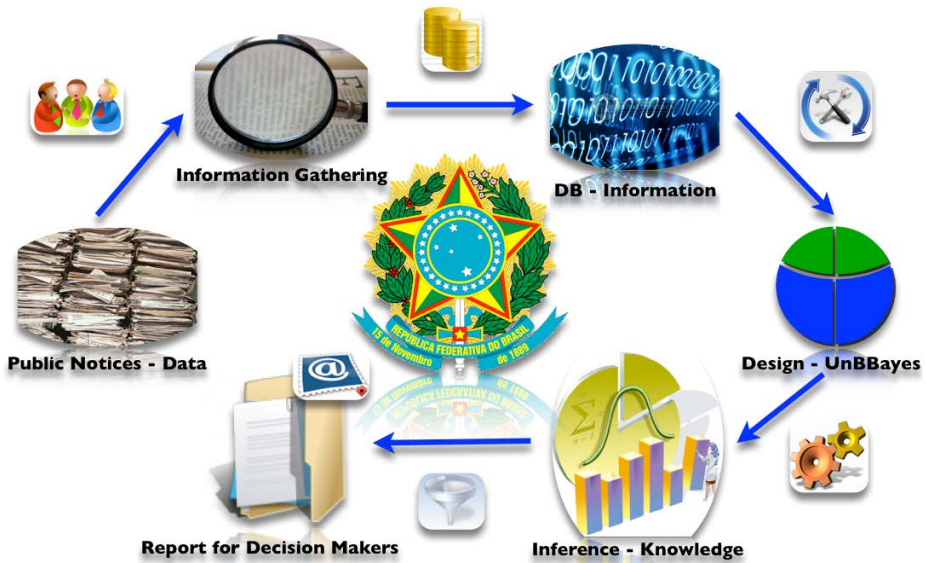 Information Gathering
DB - Information
Public Notices - Data
REPÚBLICA FEDERATIVA DO BRASIL
15 de Novembro
de 1889
Design - UnBBayes
@
Σ
Report for Decision Makers
Inference - Knowledge